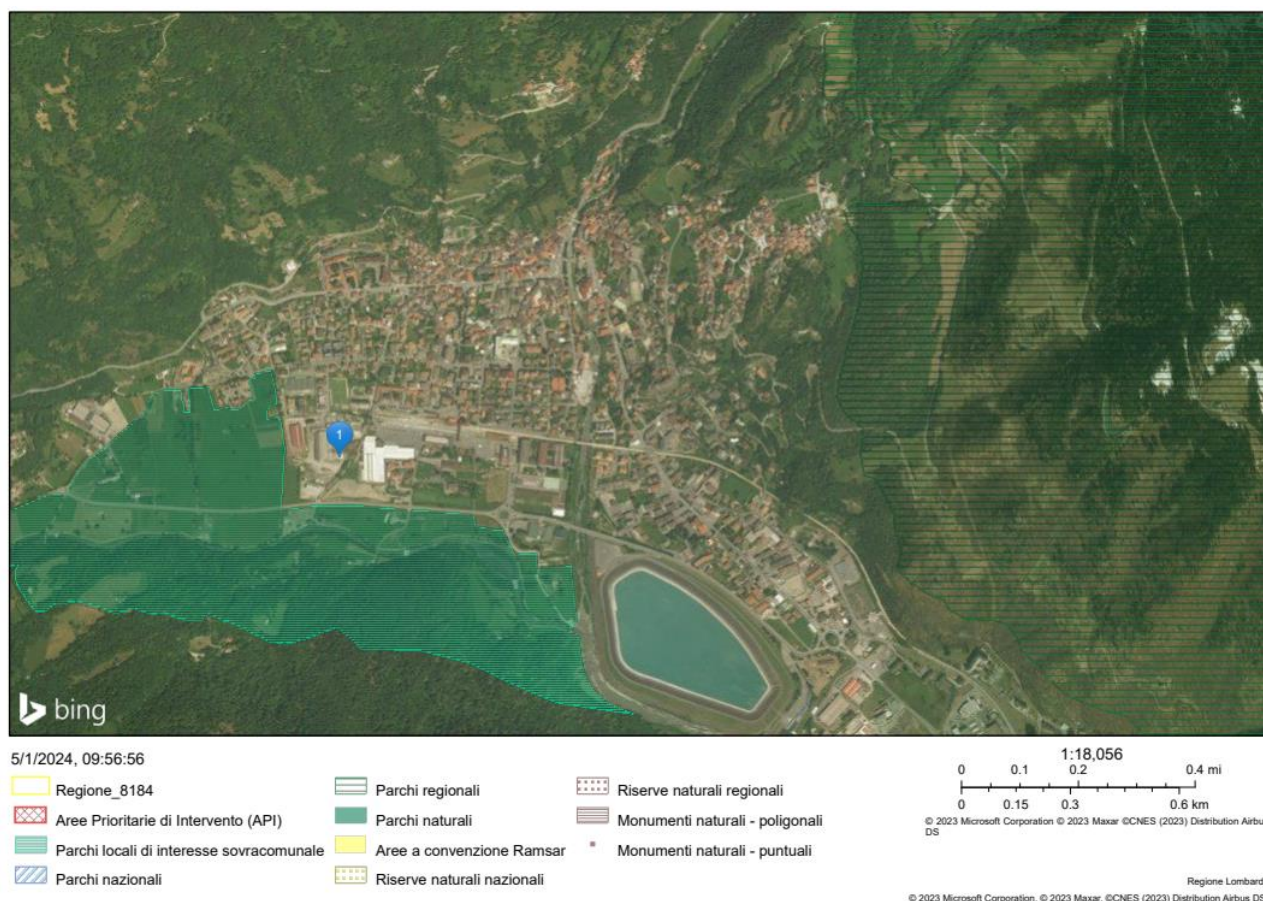 1
bing
5/1/2024, 09:56:56
Regione_8184
Aree Prioritarie di Intervento (API)
Parchi locali di interesse sovracomunale
Parchi nazionali
Parchi regionali
Parchi naturali
Aree a convenzione Ramsar
Riserve naturali nazionali
Riserve naturali regionali
Monumenti naturali - poligonali
Monumenti naturali - puntuali
1:18,056
0 0.1 0.2 0.4 mi
0 0.15 0.3 0.6 km
© 2023 Microsoft Corporation © 2023 Maxar ©CNES (2023) Distribution Airbu
DS
Regione Lombard
© 2023 Microsoft Corporation, © 2023 Maxar, ©CNES (2023) Distribution Airbus DS